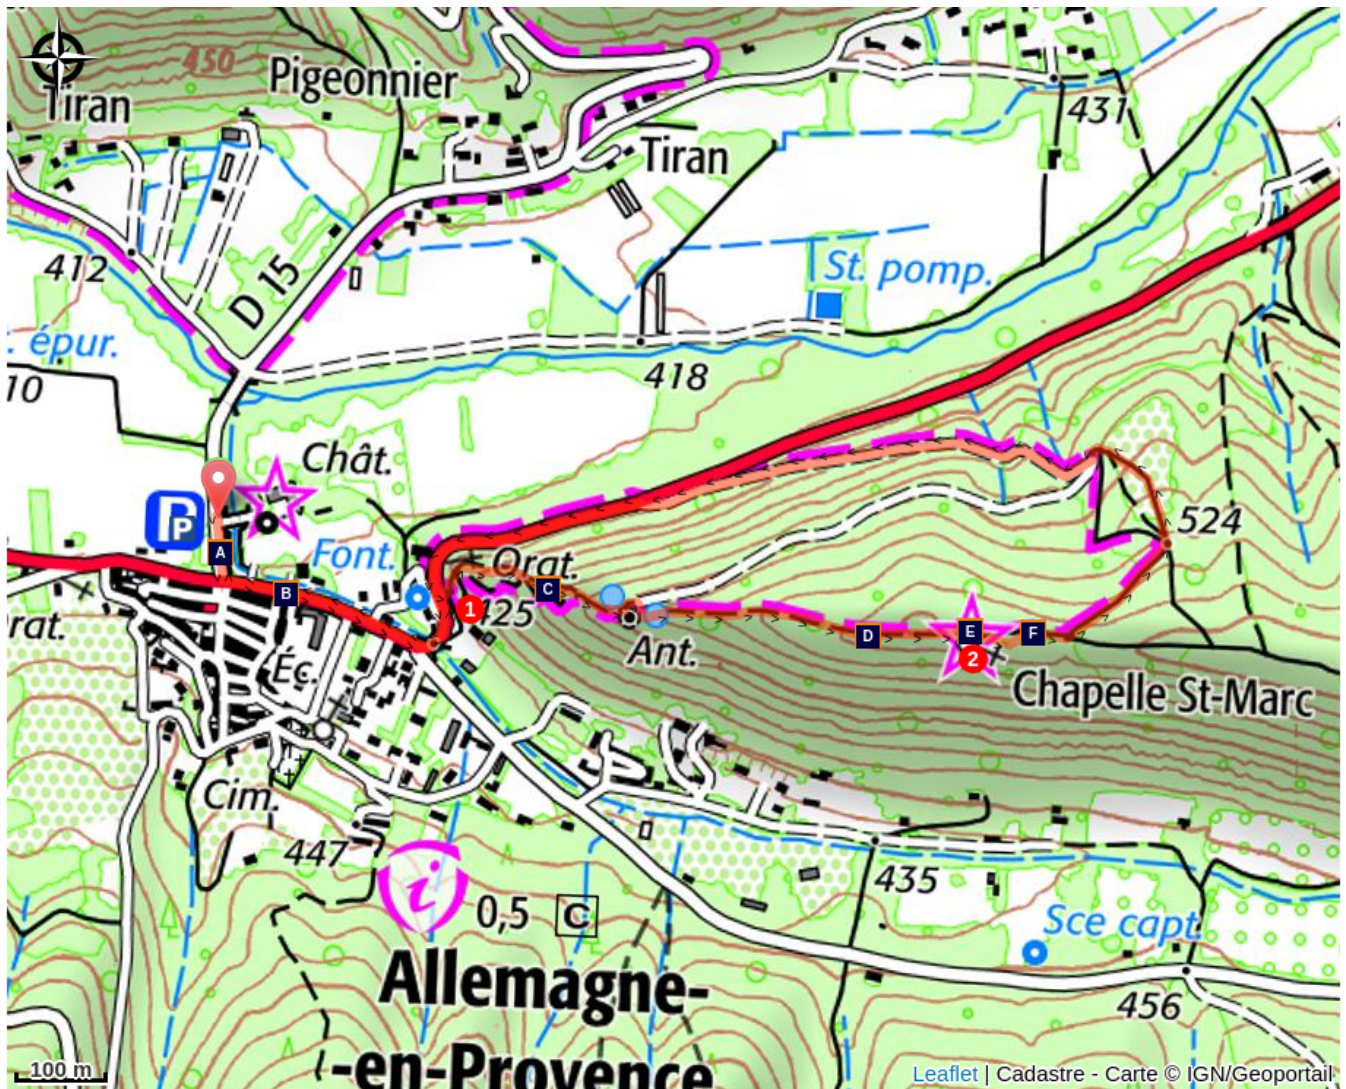 450
Pigeonnier
Tiran
431
Tiran
412
D 15
St. pomp.
. épur.
418
10
Chât.
P
P
524
A
Font.
Orat.
B
C
1
425
rat.
D
E
F
Ant.
2
Éc.
Chapelle St-Marc
Cim.
447
435
i
0,5
C
Sce capt.
Allemagne-
-en-Provence
456
100 m
Leaflet | Cadastre - Carte © IGN/Geoportail